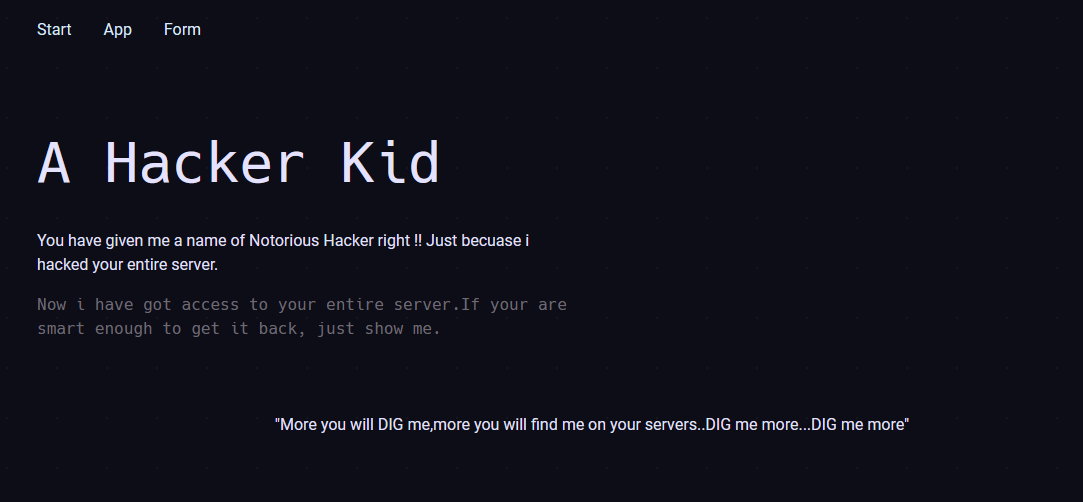 Start App Form
A Hacker Kid
You have given me a name of Notorious Hacker right !! Just becuase i
hacked your entire server.
Now i have got access to your entire server.If your are
smart enough to get it back, just show me.
"More you will DIG me,more you will find me on your servers..DIG me more...DIG me more"